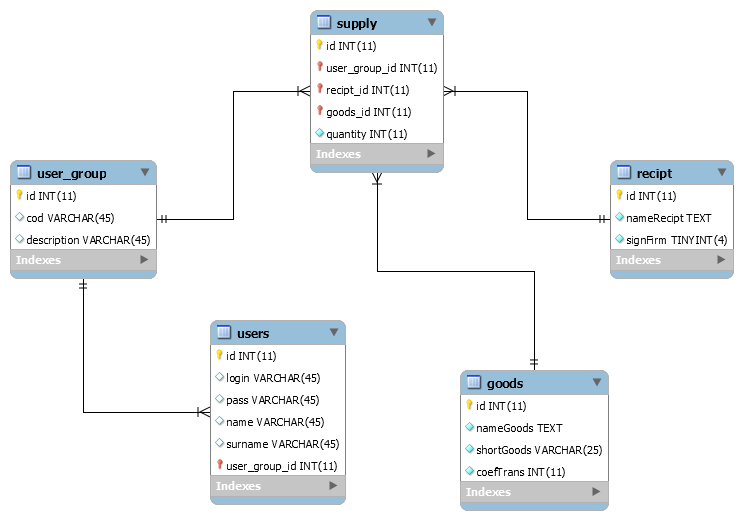 supply
id INT(11)
user_group_id INT(11)
recipt_id INT(11)
goods_id INT(11)
quantity INT(11)
Indexes
user_group
id INT(11)
cod VARCHAR(45)
description VARCHAR(45)
Indexes
recipt
id INT(11)
nameRecipt TEXT
signFirm TINYINT(4)
Indexes
users
id INT(11)
login VARCHAR(45)
pass VARCHAR(45)
name VARCHAR(45)
surname VARCHAR(45)
user_group_id INT(11)
Indexes
goods
id INT(11)
nameGoods TEXT
shortGoods VARCHAR(25)
coefTrans INT(11)
Indexes